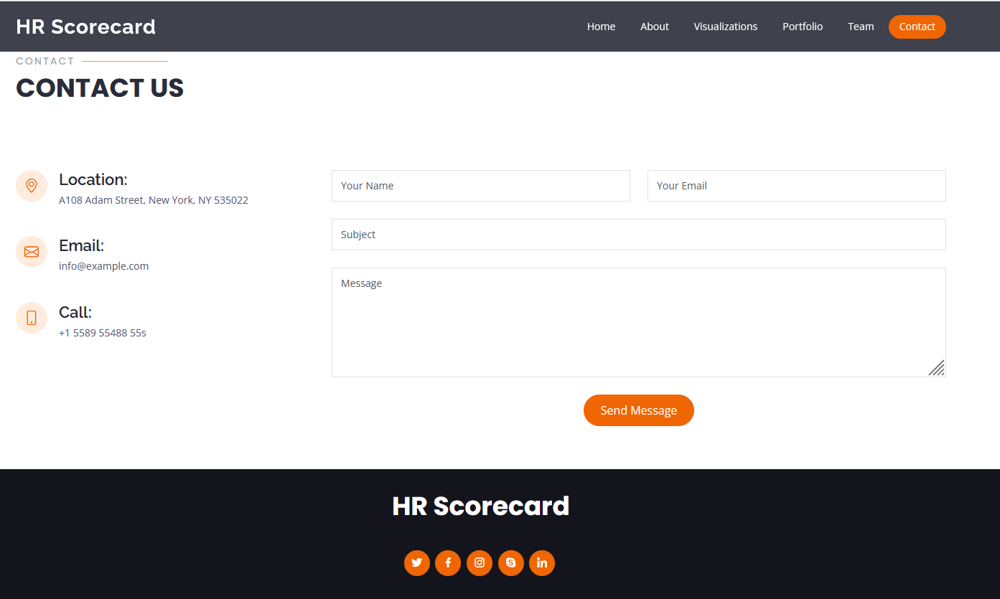 HR Scorecard
Home About Visualizations Portfolio Team Contact
CONTACT
CONTACT US
Location:
A108 Adam Street, New York, NY 535022
Email:
info@example.com
Call:
+1 5589 55488 55s
Your Name Your Email
Subject
Message
Send Message
HR Scorecard